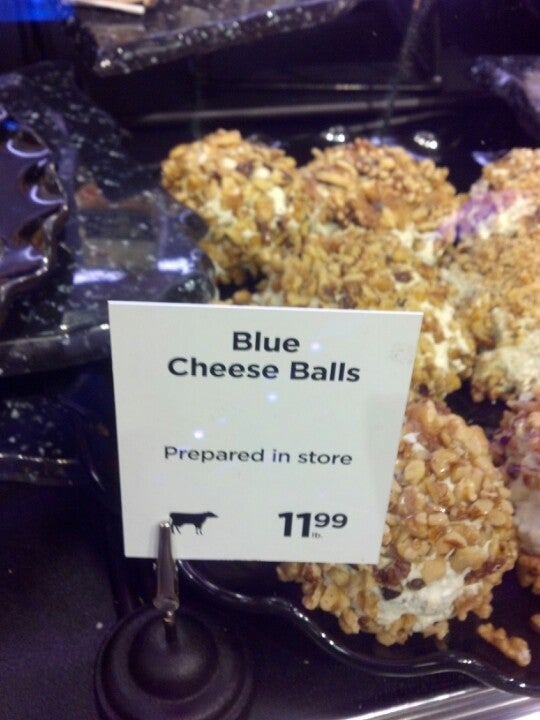 Blue
Cheese Balls
Prepared in store
1199
lb.